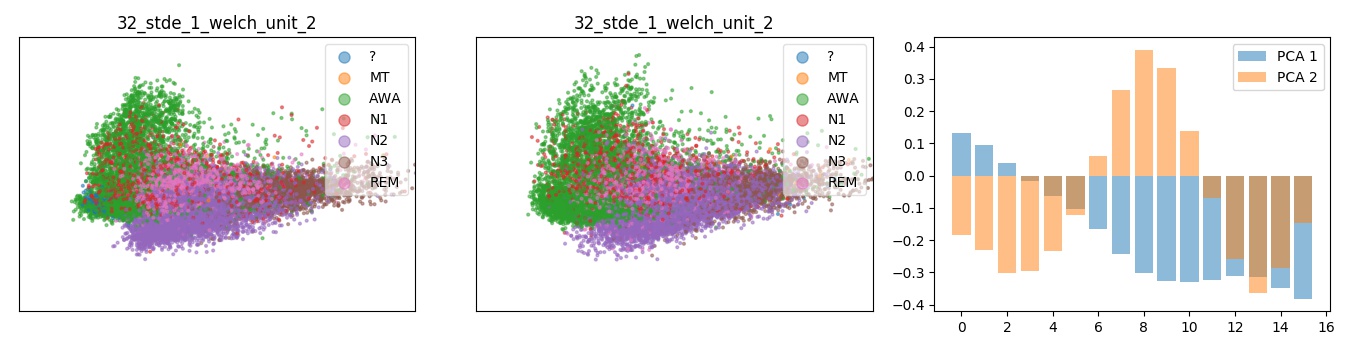 32_stde_1_welch_unit_2
?
MT
AWA
N1
N2
N3
REM
32_stde_1_welch_unit_2
?
MT
AWA
N1
N2
N3
REM
PCA 1
PCA 2
0.4
0.3
0.2
0.1
0.0
−0.1
−0.2
−0.3
−0.4
0 2 4 6 8 10 12 14 16